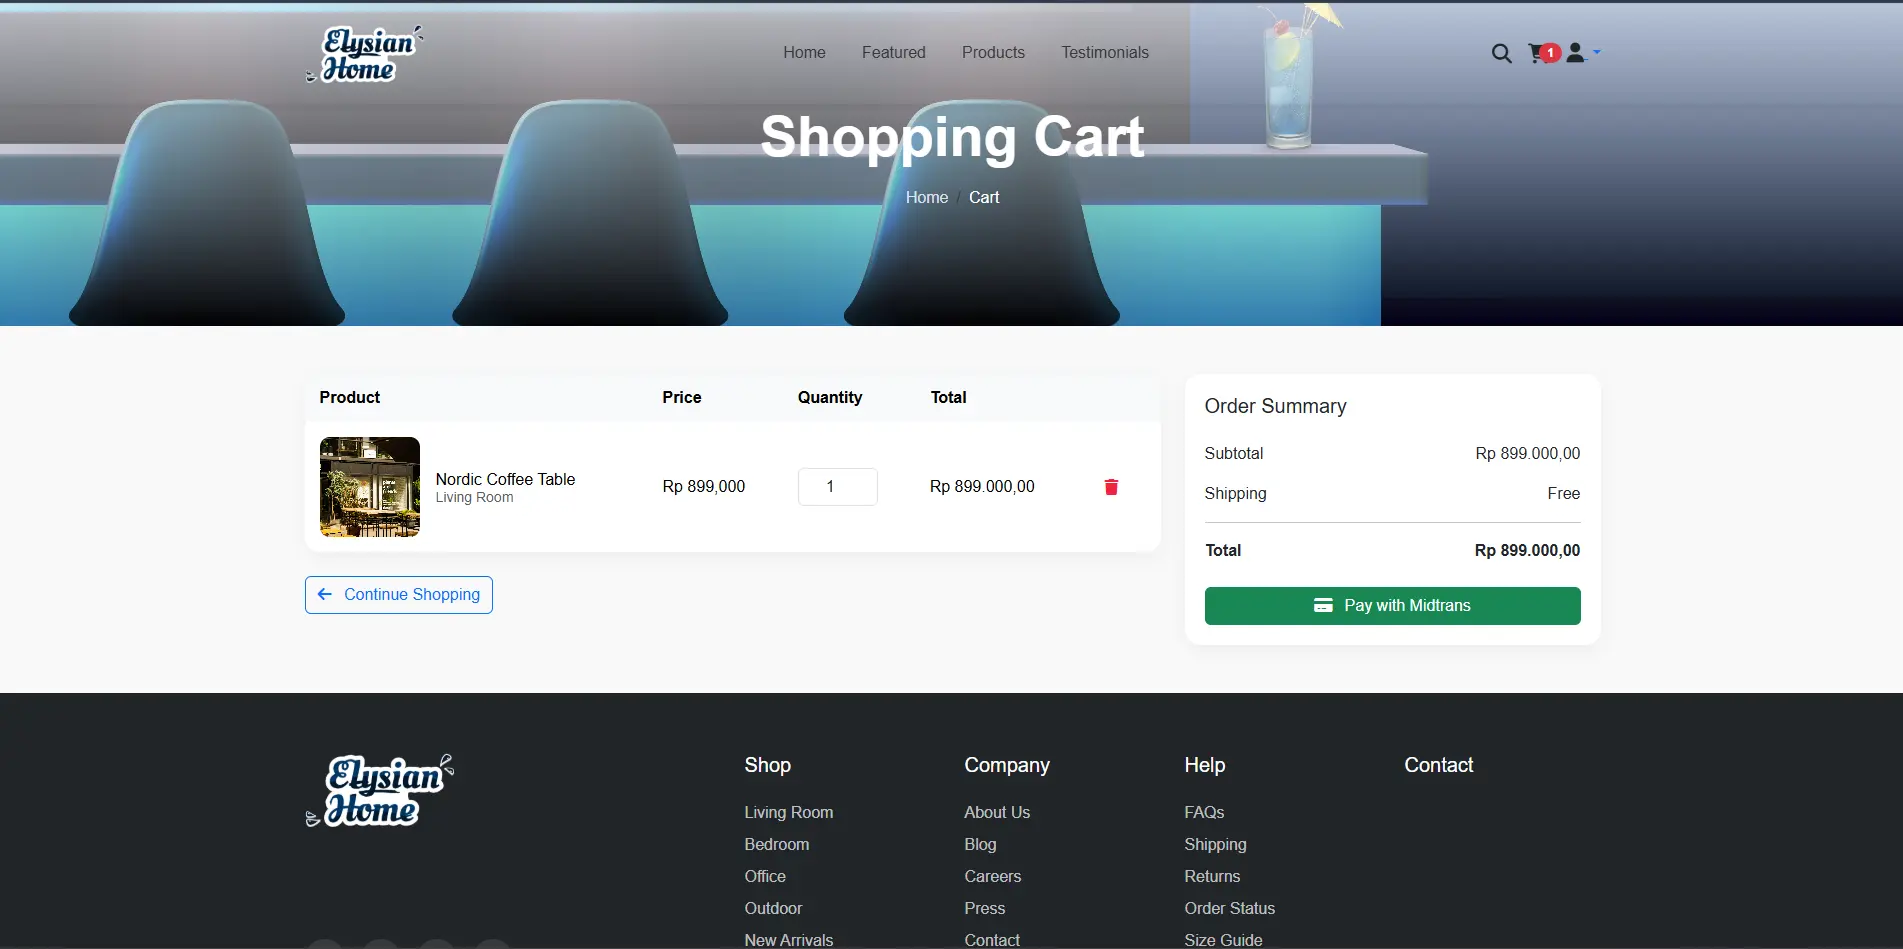 Elysian
Home
Home
Featured
Products
Testimonials
1
Shopping Cart
Home / Cart
Product
Price
Quantity
Total
Nordic Coffee Table
Living Room
Rp 899,000
1
Rp 899.000,00
Continue Shopping
Order Summary
Subtotal
Rp 899.000,00
Shipping
Free
Total
Rp 899.000,00
Pay with Midtrans
Elysian
Home
Shop
Living Room
Bedroom
Office
Outdoor
New Arrivals
Company
About Us
Blog
Careers
Press
Contact
Help
FAQs
Shipping
Returns
Order Status
Size Guide
Contact